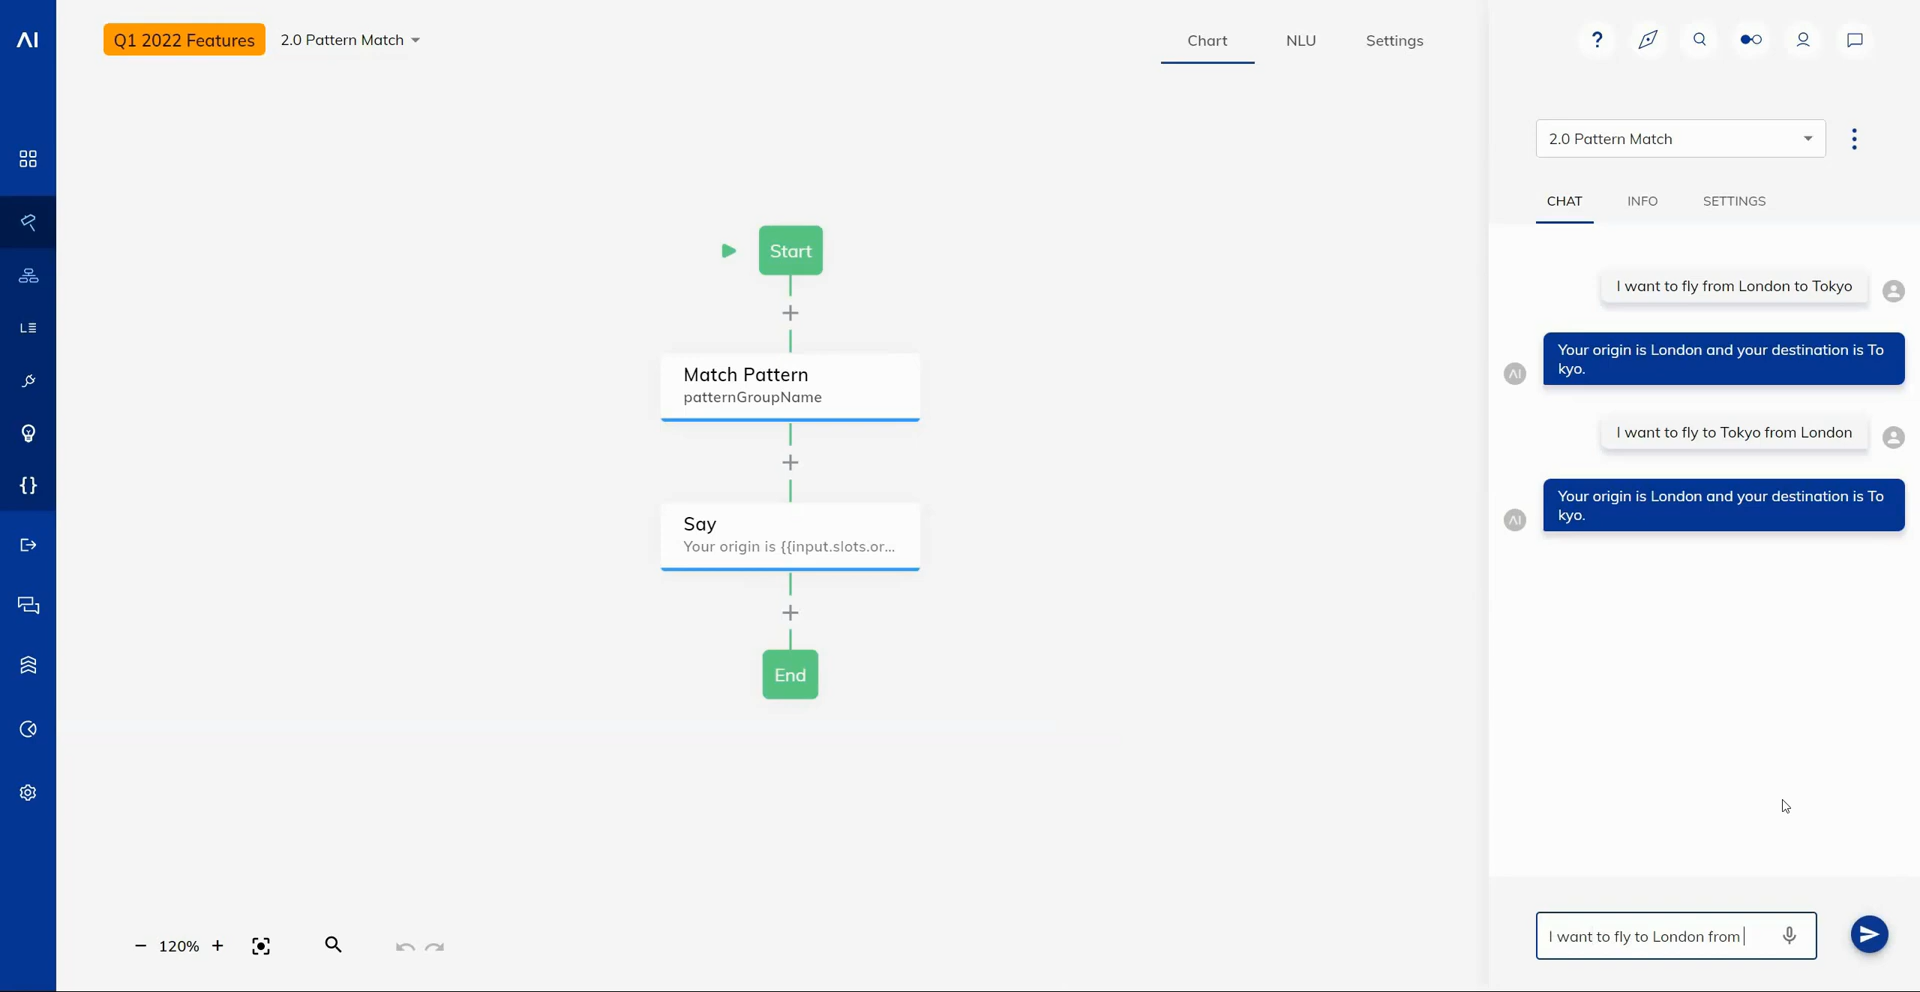 AI
Q1 2022 Features
2.0 Pattern Match
Chart
NLU
Settings
?
Start
+
Match Pattern
patternGroupName
+
Say
Your origin is {{input.slots.or...
+
End
− 120% +
2.0 Pattern Match
CHAT
INFO
SETTINGS
I want to fly from London to Tokyo
Your origin is London and your destination is To
kyo.
AI
I want to fly to Tokyo from London
Your origin is London and your destination is To
kyo.
AI
I want to fly to London from